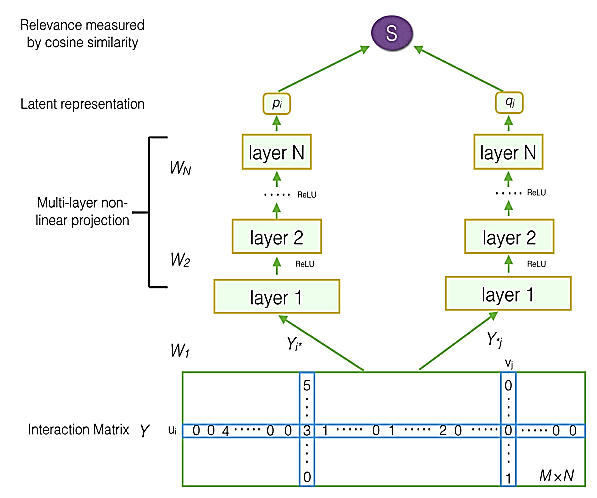 Relevance measured
by cosine similarity
S
Latent representation
pi
qj
layer N
layer N
WN
Multi-layer non-
linear projection
...... ReLU
...... ReLU
layer 2
layer 2
W2
ReLU
ReLU
layer 1
layer 1
Yi*
Y*j
W1
vj
5
0
Interaction Matrix Y ui 0 0 4 ······ 0 0 3 1 ······ 0 1 ······ 2 0 ······ 0 ······ 0 0
0
1
M×N